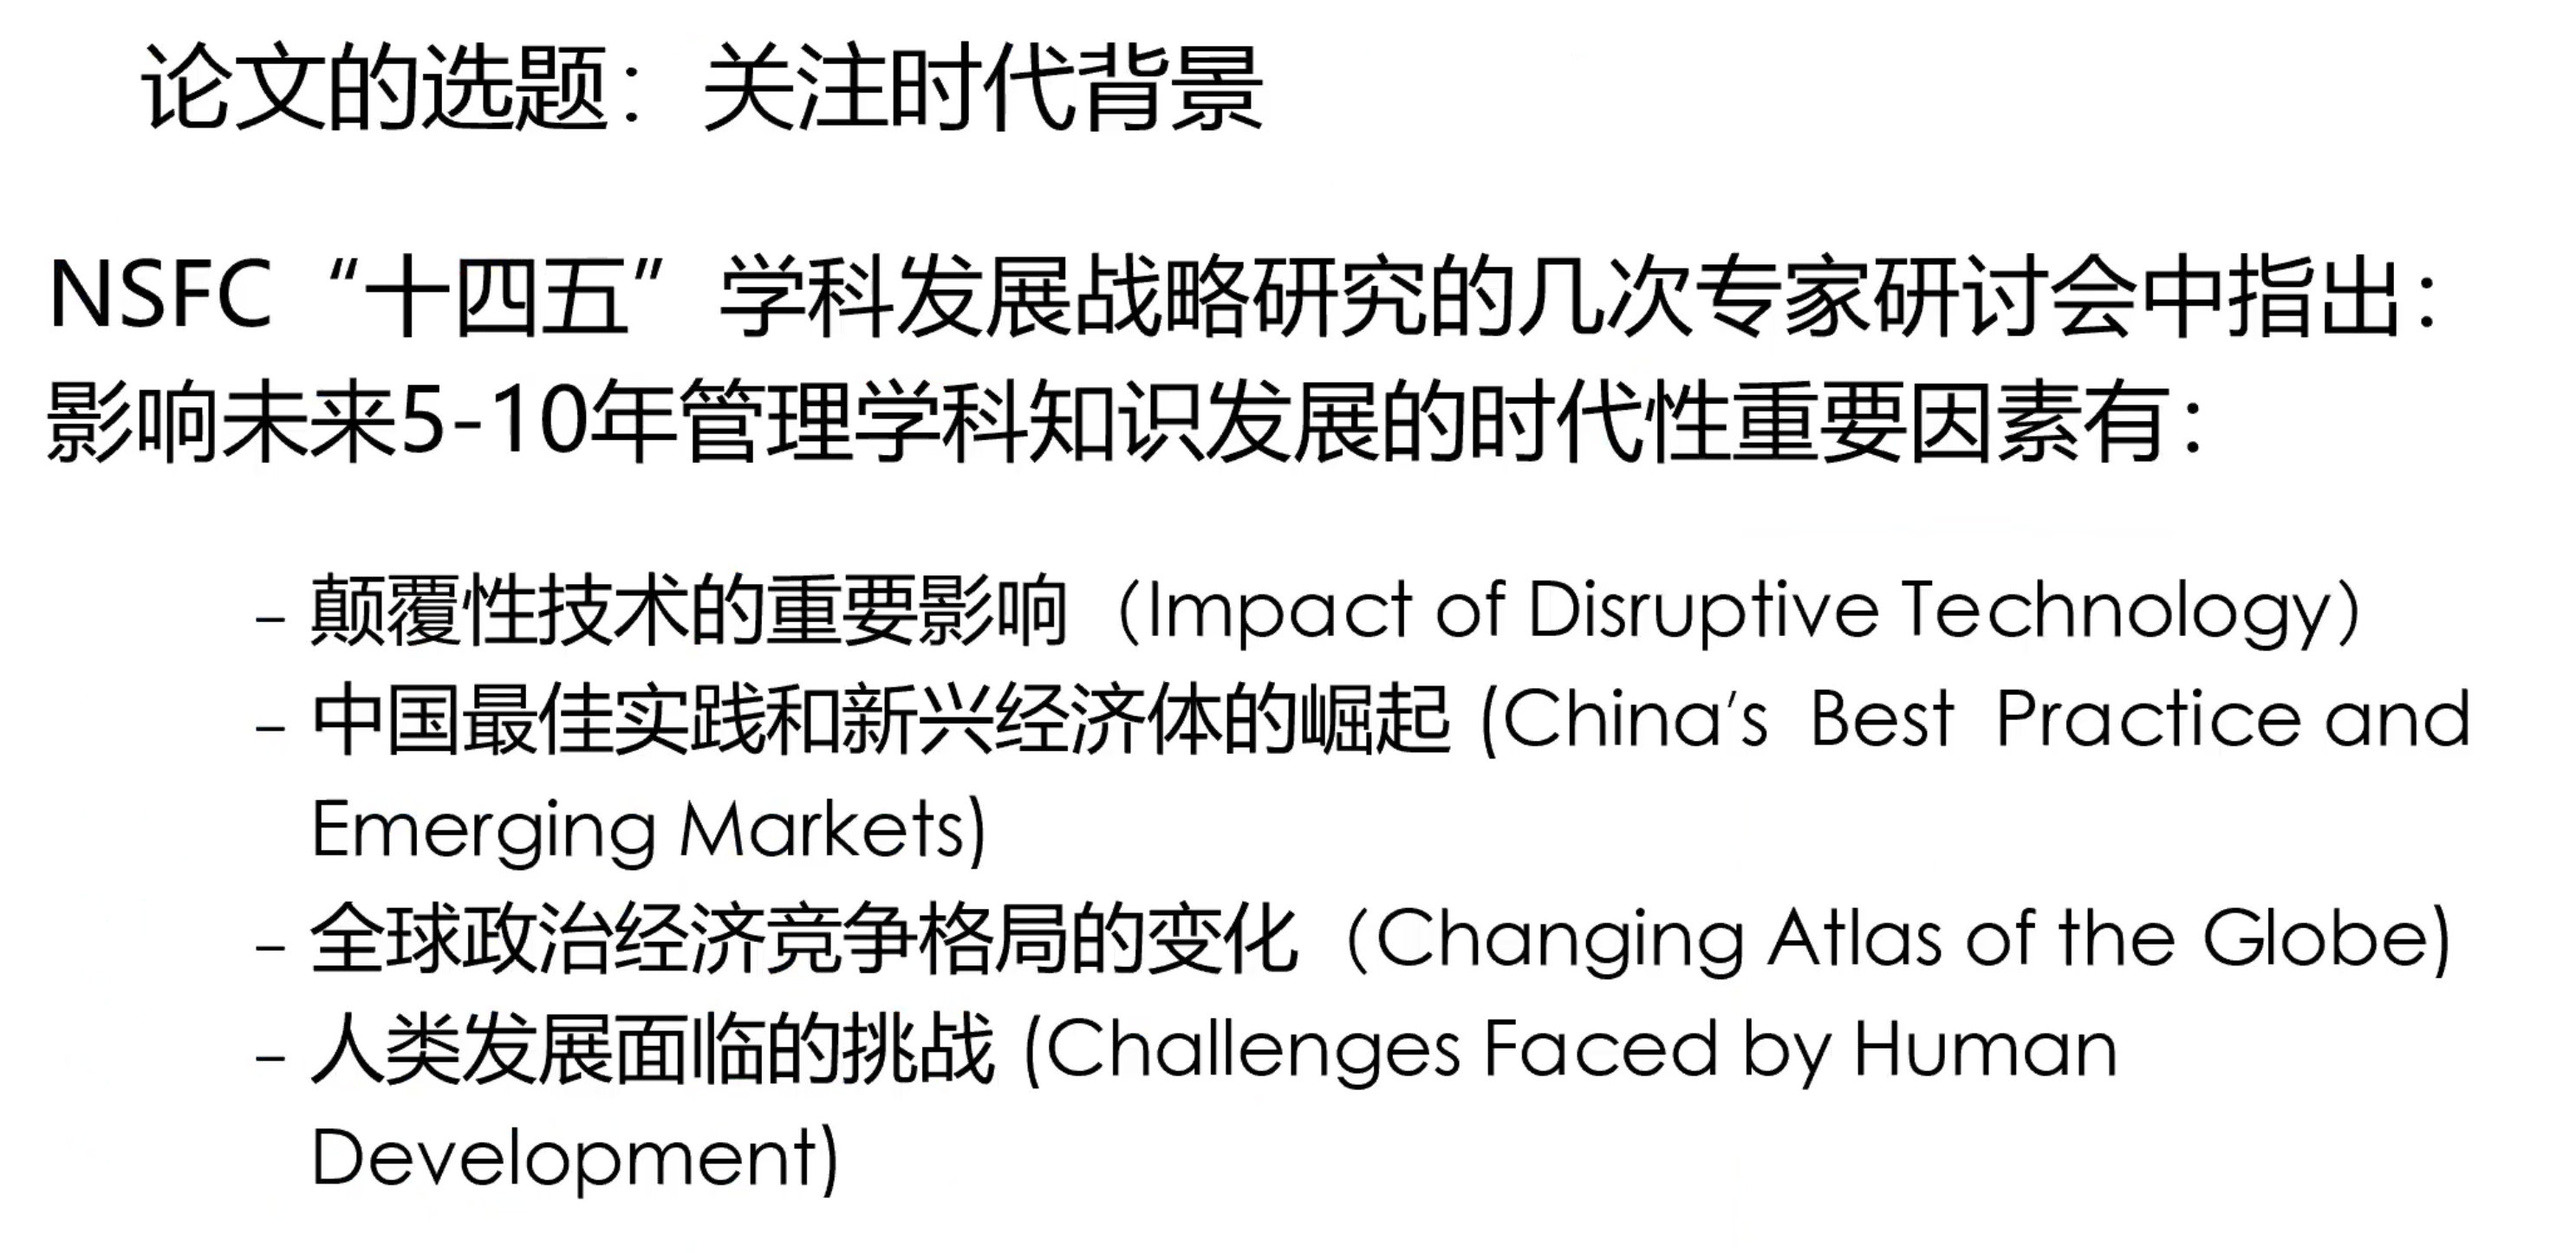 论文的选题：关注时代背景
NSFC“十四五”学科发展战略研究的几次专家研讨会中指出：
影响未来5-10年管理学科知识发展的时代性重要因素有：
– 颠覆性技术的重要影响（Impact of Disruptive Technology）
– 中国最佳实践和新兴经济体的崛起 (China’s Best Practice and
Emerging Markets)
– 全球政治经济竞争格局的变化（Changing Atlas of the Globe)
– 人类发展面临的挑战 (Challenges Faced by Human
Development)